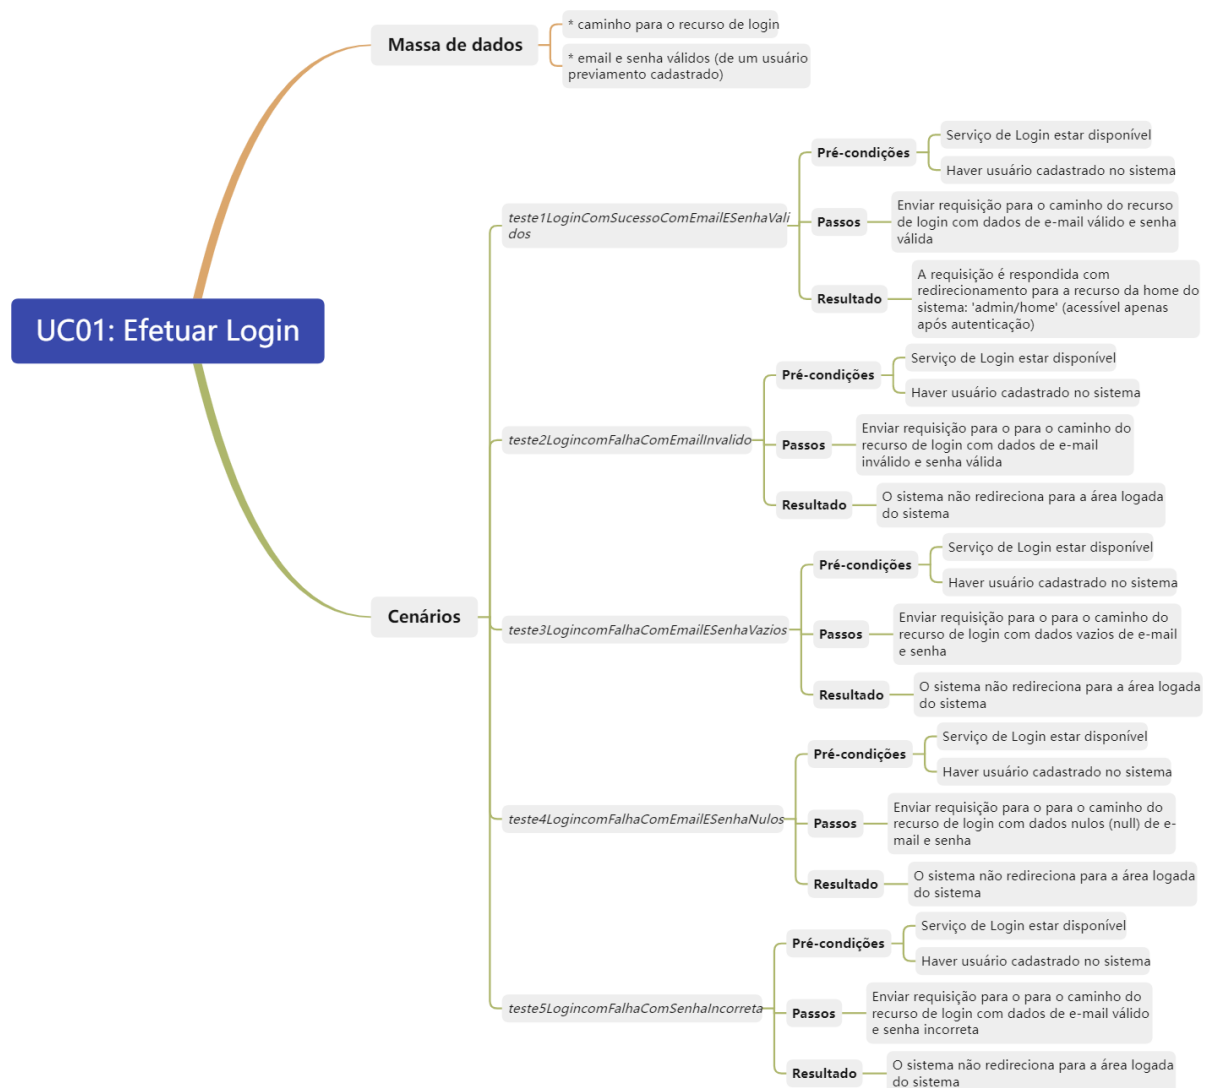 UC01: Efetuar Login
Massa de dados
* caminho para o recurso de login
* email e senha válidos (de um usuário
previamento cadastrado)
Cenários
teste1LoginComSucessoComEmailESenhaVali
dos
Pré-condições
Serviço de Login estar disponível
Haver usuário cadastrado no sistema
Passos
Enviar requisição para o caminho do recurso
de login com dados de e-mail válido e senha
válida
Resultado
A requisição é respondida com
redirecionamento para a recurso da home do
sistema: 'admin/home' (acessível apenas
após autenticação)
teste2LogincomFalhaComEmailInvalido
Pré-condições
Serviço de Login estar disponível
Haver usuário cadastrado no sistema
Passos
Enviar requisição para o para o caminho do
recurso de login com dados de e-mail
inválido e senha válida
Resultado
O sistema não redireciona para a área logada
do sistema
teste3LogincomFalhaComEmailESenhaVazios
Pré-condições
Serviço de Login estar disponível
Haver usuário cadastrado no sistema
Passos
Enviar requisição para o para o caminho do
recurso de login com dados vazios de e-mail
e senha
Resultado
O sistema não redireciona para a área logada
do sistema
teste4LogincomFalhaComEmailESenhaNulos
Pré-condições
Serviço de Login estar disponível
Haver usuário cadastrado no sistema
Passos
Enviar requisição para o para o caminho do
recurso de login com dados nulos (null) de e-
mail e senha
Resultado
O sistema não redireciona para a área logada
do sistema
teste5LogincomFalhaComSenhaIncorreta
Pré-condições
Serviço de Login estar disponível
Haver usuário cadastrado no sistema
Passos
Enviar requisição para o para o caminho do
recurso de login com dados de e-mail válido
e senha incorreta
Resultado
O sistema não redireciona para a área logada
do sistema